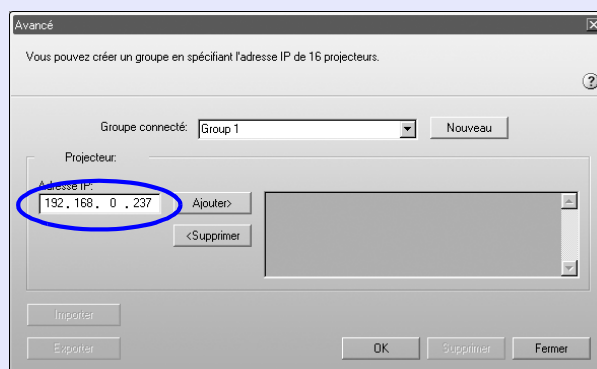 Avancé
Vous pouvez créer un groupe en spécifiant l'adresse IP de 16 projecteurs.
?
Groupe connecté: Group 1 Nouveau
Projecteur:
Adresse IP:
192 . 168 . 0 . 237 Ajouter>
<Supprimer
Importer
Exporter OK Supprimer Fermer